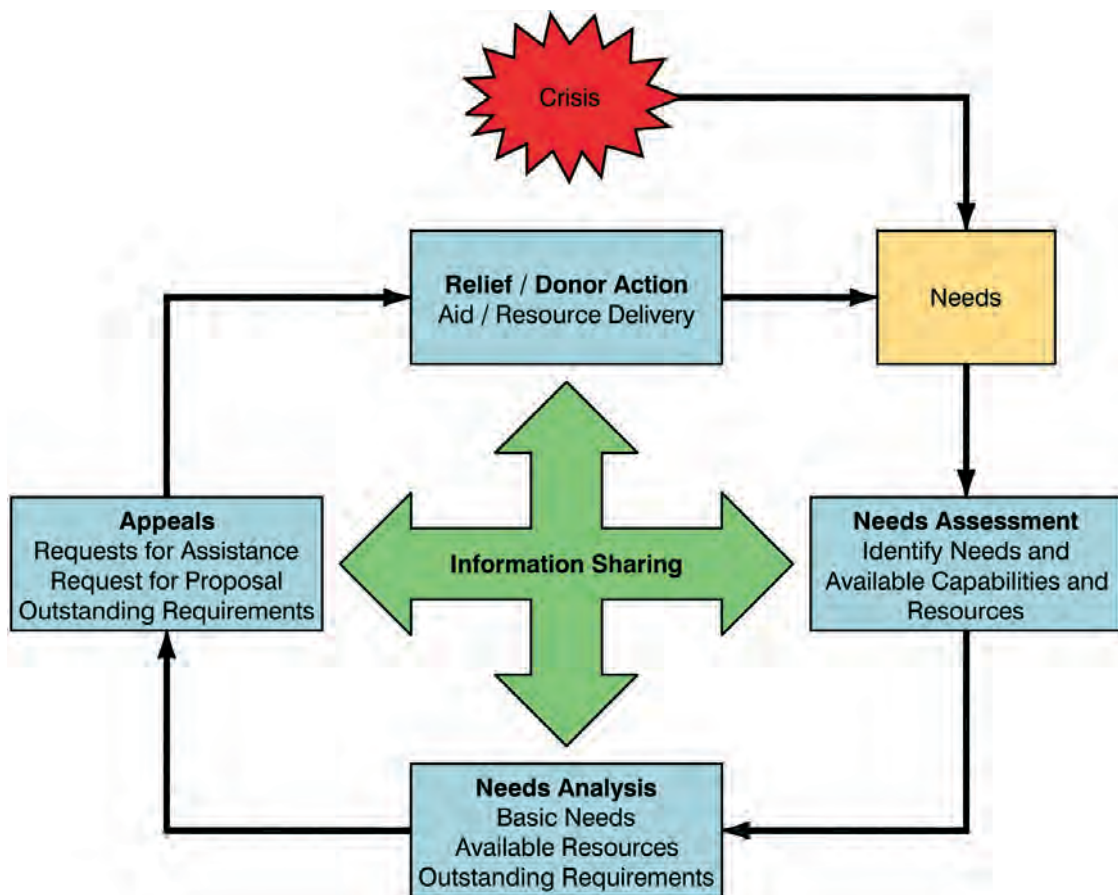 Crisis
Relief / Donor Action
Aid / Resource Delivery
Needs
Appeals
Requests for Assistance
Request for Proposal
Outstanding Requirements
Information Sharing
Needs Assessment
Identify Needs and
Available Capabilities and
Resources
Needs Analysis
Basic Needs
Available Resources
Outstanding Requirements